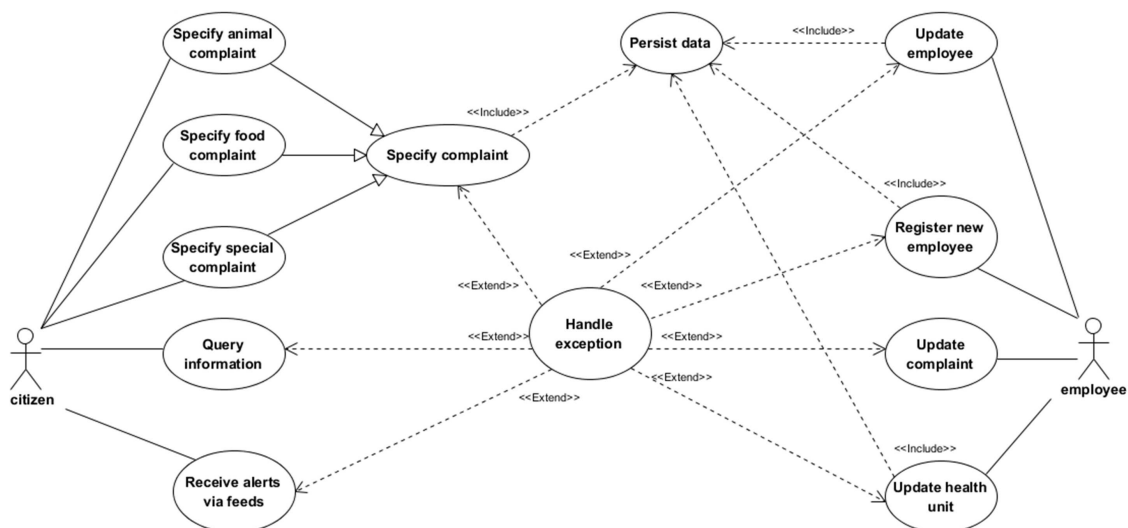 Specify animal
complaint
Persist data
<<Include>>
Update
employee
<<Include>>
Specify food
complaint
Specify complaint
<<Include>>
Register new
employee
Specify special
complaint
<<Extend>>
<<Extend>>
<<Extend>>
Handle
exception
<<Extend>>
<<Extend>>
Query
information
Update
complaint
<<Extend>>
<<Extend>>
citizen
employee
<<Include>>
Receive alerts
via feeds
Update health
unit